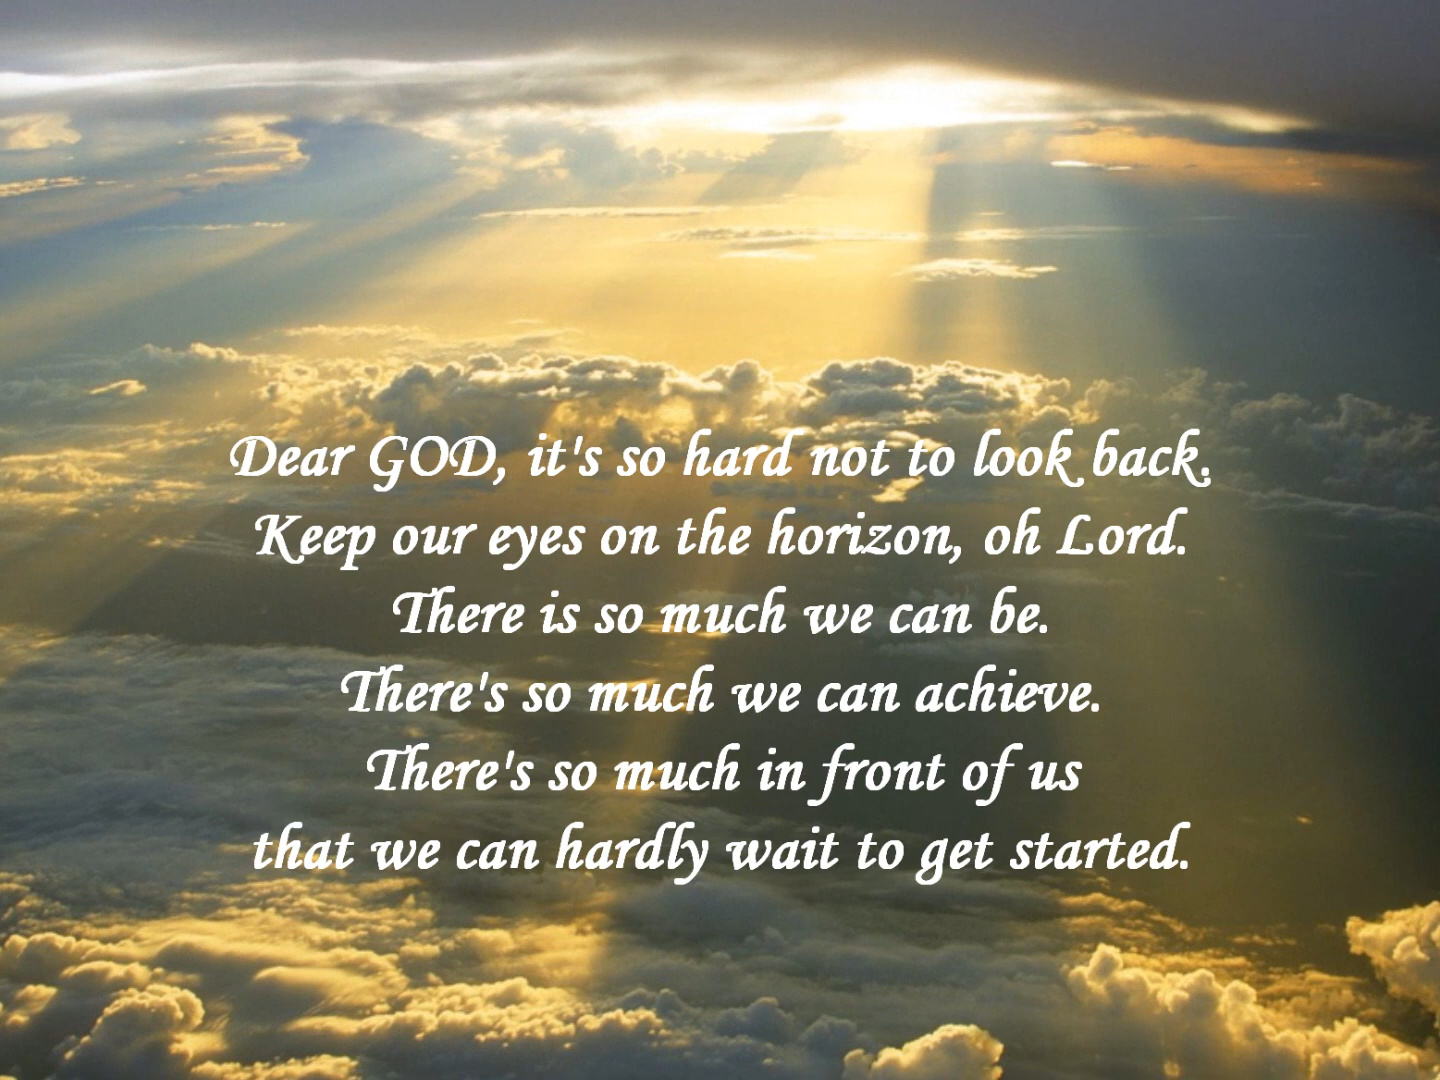 Dear GOD, it's so hard not to look back.
Keep our eyes on the horizon, oh Lord.
There is so much we can be.
There's so much we can achieve.
There's so much in front of us
that we can hardly wait to get started.